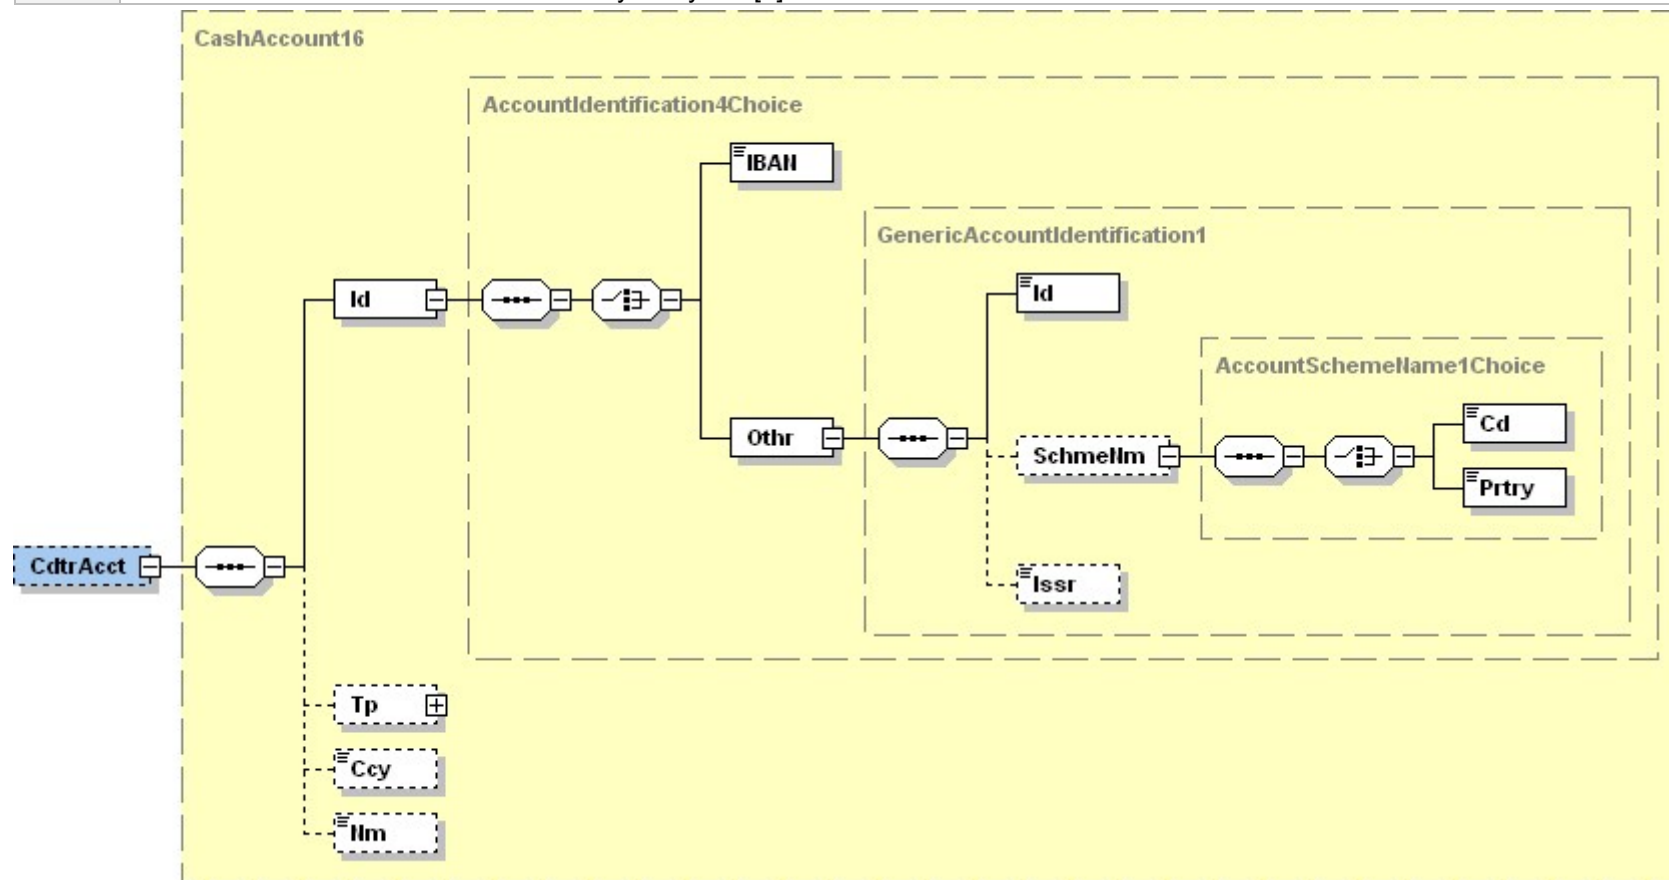 CashAccount16
AccountIdentification4Choice
IBAN
GenericAccountIdentification1
Id
Id
AccountSchemeName1Choice
Cd
Othr
SchmeNm
Prtry
CdtrAcct
Issr
Tp
Ccy
Nm